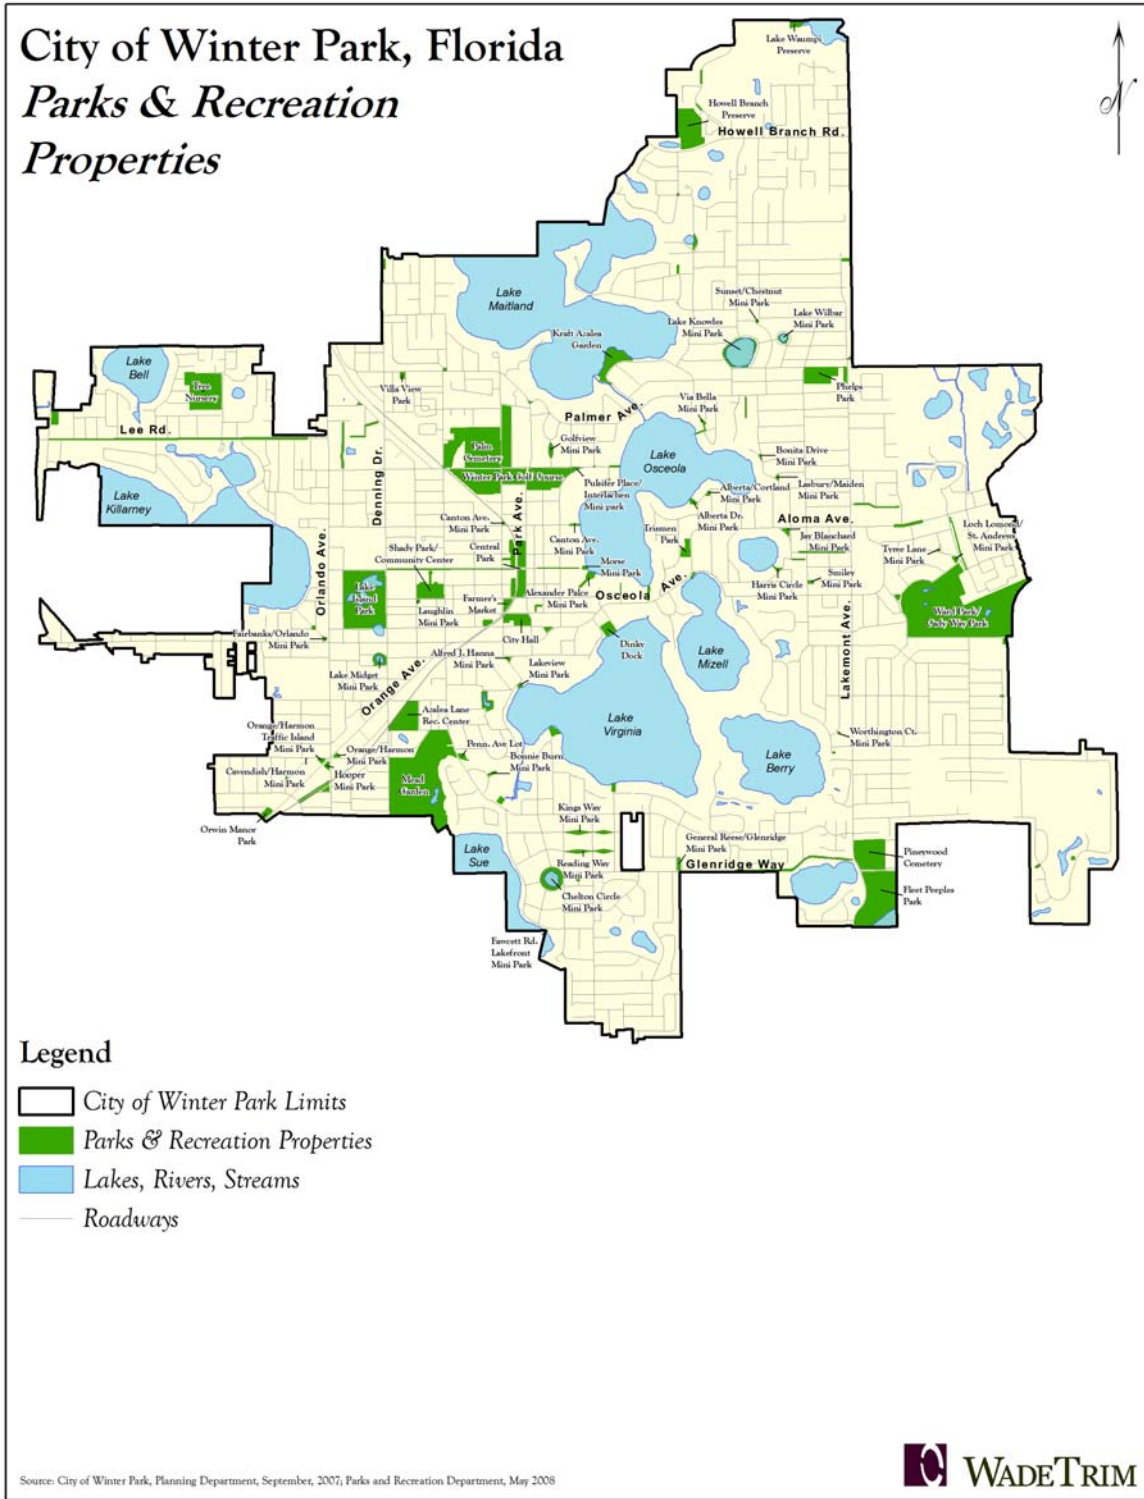 City of Winter Park, Florida
Parks & Recreation
Properties
N
Lake Waumpi
Preserve
Howell Branch
Preserve
Howell Branch Rd.
Lake
Maitland
Sunset/Chestnut
Mini Park
Lake Wilbar
Mini Park
Lake Knowles
Mini Park
Kraft Azalea
Garden
Lake
Bell
Tree
Nursery
Villa View
Park
Phelps
Park
Via Bella
Mini Park
Palmer Ave.
Lee Rd.
Golfview
Mini Park
Palm
Cemetery
Lake
Osceola
Bonita Drive
Mini Park
Denning Dr.
Winter Park Golf Course
Pulsifer Place/
Interlachen
Mini park
Lasbury/Maiden
Mini Park
Alberta/Cortland
Mini Park
Lake
Killarney
Park Ave.
Canton Ave.
Mini Park
Alberta Dr.
Mini Park
Aloma Ave.
Loch Lomond/
St. Andrews
Mini Park
Trismen
Park
Jay Blanchard
Mini Park
Orlando Ave.
Shady Park/
Community Center
Central
Park
Canton Ave.
Mini Park
Tyree Lane
Mini Park
Morse
Mini Park
Smiley
Mini Park
Harris Circle
Mini Park
Lake
Island
Park
Alexander Palce
Mini Park
Osceola Ave.
Farmer's
Market
Laughlin
Mini Park
Ward Park/
Cady Way Park
Fairbanks/Orlando
Mini Park
City Hall
Dinky
Dock
Lakemont Ave.
Alfred J. Hanna
Mini Park
Lakeview
Mini Park
Lake
Mizell
Lake Midget
Mini Park
Orange Ave.
Azalea Lane
Rec. Center
Lake
Virginia
Orange/Harmon
Traffic Island
Mini Park
Worthington Ct.
Mini Park
Penn. Ave Lot
Orange/Harmon
Mini Park
Bonnie Burn
Mini Park
Lake
Berry
Cavendish/Harmon
Mini Park
Hooper
Mini Park
Mead
Garden
Kings Way
Mini Park
Orwin Manor
Park
General Reese/Glenridge
Mini Park
Lake
Sue
Pineywood
Cemetery
Reading Way
Mini Park
Glenridge Way
Chelton Circle
Mini Park
Fleet Peeples
Park
Fawcett Rd.
Lakefront
Mini Park
Legend
City of Winter Park Limits
Parks & Recreation Properties
Lakes, Rivers, Streams
Roadways
Source: City of Winter Park, Planning Department, September, 2007; Parks and Recreation Department, May 2008
WADETRIM